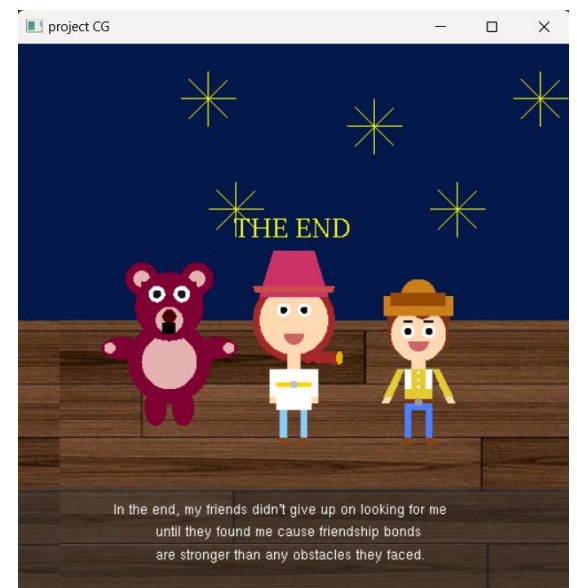 project CG
THE END
In the end, my friends didn't give up on looking for me
until they found me cause friendship bonds
are stronger than any obstacles they faced.